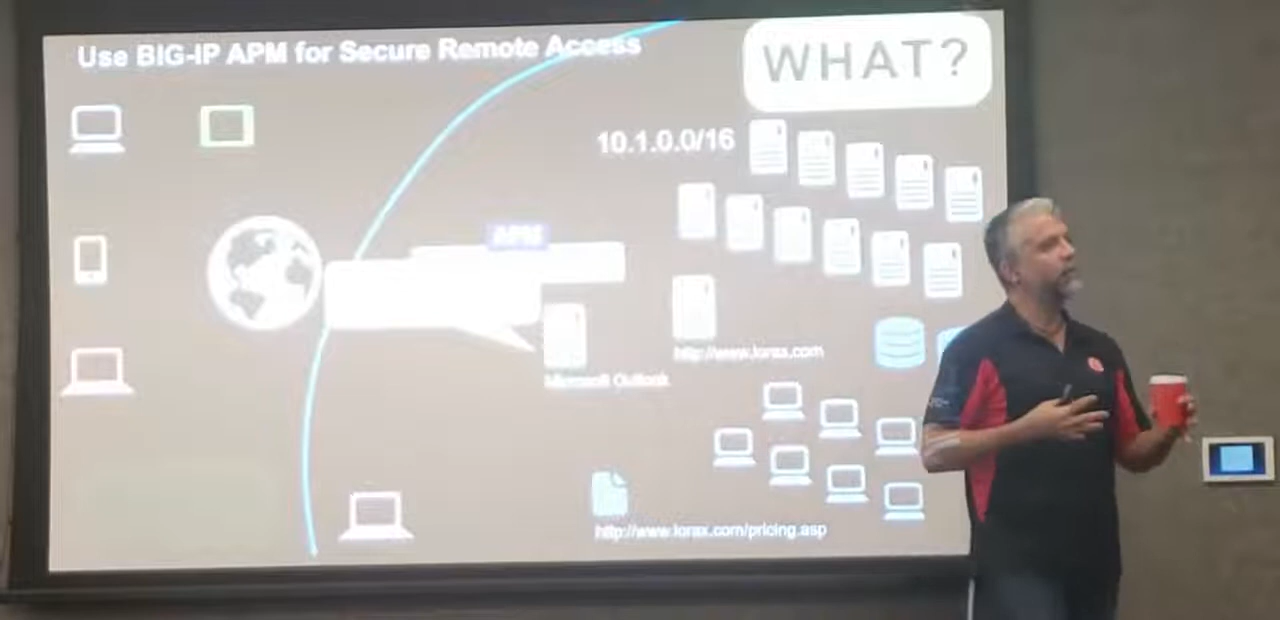 Use BIG-IP APM for Secure Remote Access
WHAT?
10.1.0.0/16
APM
http://www.lorax.com
Microsoft Outlook
http://www.lorax.com/pricing.asp